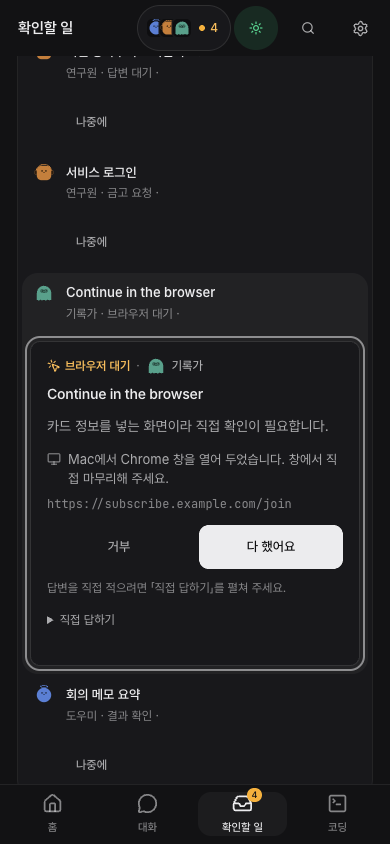 확인할 일
4
연구원 · 답변 대기 ·
나중에
서비스 로그인
연구원 · 금고 요청 ·
나중에
Continue in the browser
기록가 · 브라우저 대기 ·
브라우저 대기 · 기록가
Continue in the browser
카드 정보를 넣는 화면이라 직접 확인이 필요합니다.
Mac에서 Chrome 창을 열어 두었습니다. 창에서 직
접 마무리해 주세요.
https://subscribe.example.com/join
거부
다 했어요
답변을 직접 적으려면 「직접 답하기」를 펼쳐 주세요.
▶ 직접 답하기
회의 메모 요약
도우미 · 결과 확인 ·
나중에
4
홈
대화
확인할 일
코딩